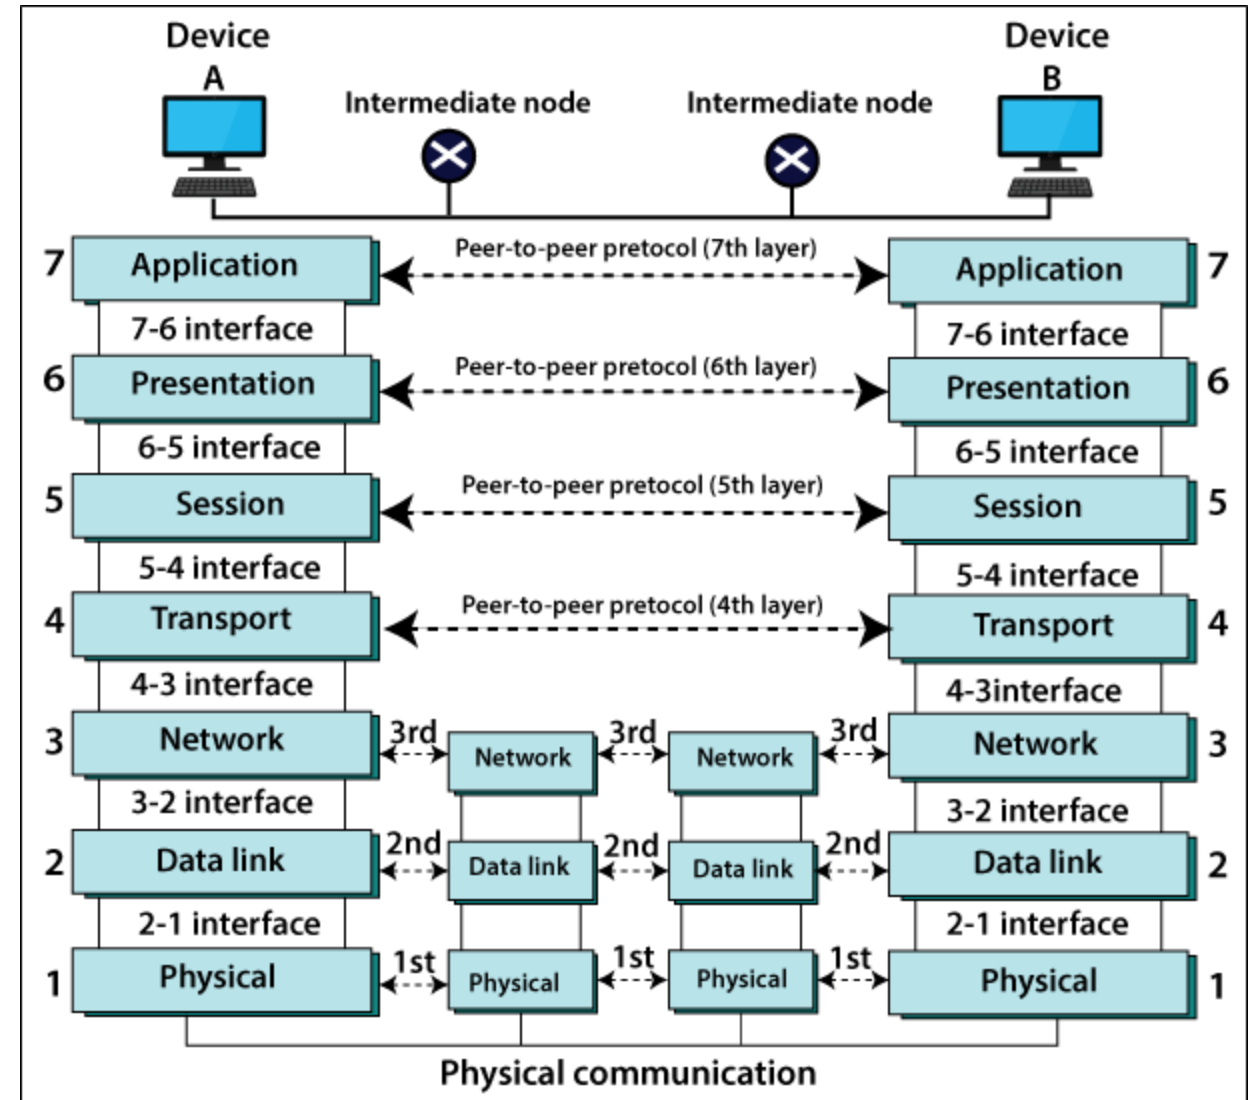 Device
A
Device
B
Intermediate node
Intermediate node
7
Application
Peer-to-peer pretocol (7th layer)
Application
7
7-6 interface
7-6 interface
6
Presentation
Peer-to-peer pretocol (6th layer)
Presentation
6
6-5 interface
6-5 interface
5
Session
Peer-to-peer pretocol (5th layer)
Session
5
5-4 interface
5-4 interface
4
Transport
Peer-to-peer pretocol (4th layer)
Transport
4
4-3 interface
4-3interface
3
Network
3rd
Network
3rd
Network
3rd
Network
3
3-2 interface
3-2 interface
2
Data link
2nd
Data link
2nd
Data link
2nd
Data link
2
2-1 interface
2-1 interface
1
Physical
1st
Physical
1st
Physical
1st
Physical
1
Physical communication